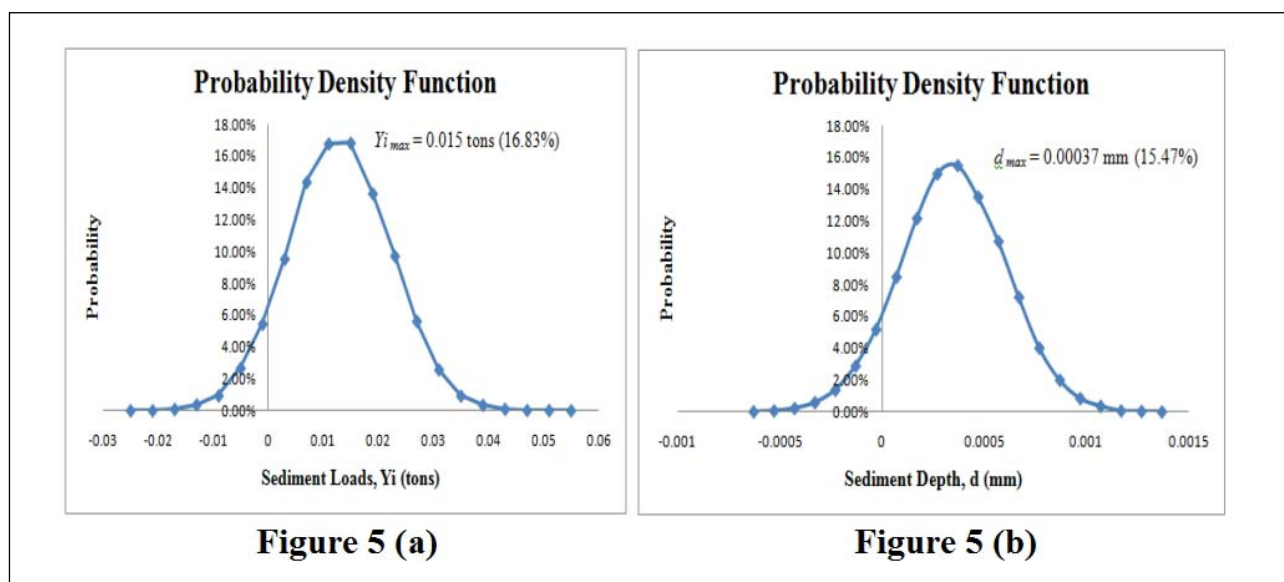 Probability Density Function
Yi max = 0.015 tons (16.83%)
Probability
18.00%
16.00%
14.00%
12.00%
10.00%
8.00%
6.00%
4.00%
2.00%
0.00%
-0.03 -0.02 -0.01 0 0.01 0.02 0.03 0.04 0.05 0.06
Sediment Loads, Yi (tons)
Figure 5 (a)
Probability Density Function
d max = 0.00037 mm (15.47%)
Probability
18.00%
16.00%
14.00%
12.00%
10.00%
8.00%
6.00%
4.00%
2.00%
0.00%
-0.001 -0.0005 0 0.0005 0.001 0.0015
Sediment Depth, d (mm)
Figure 5 (b)